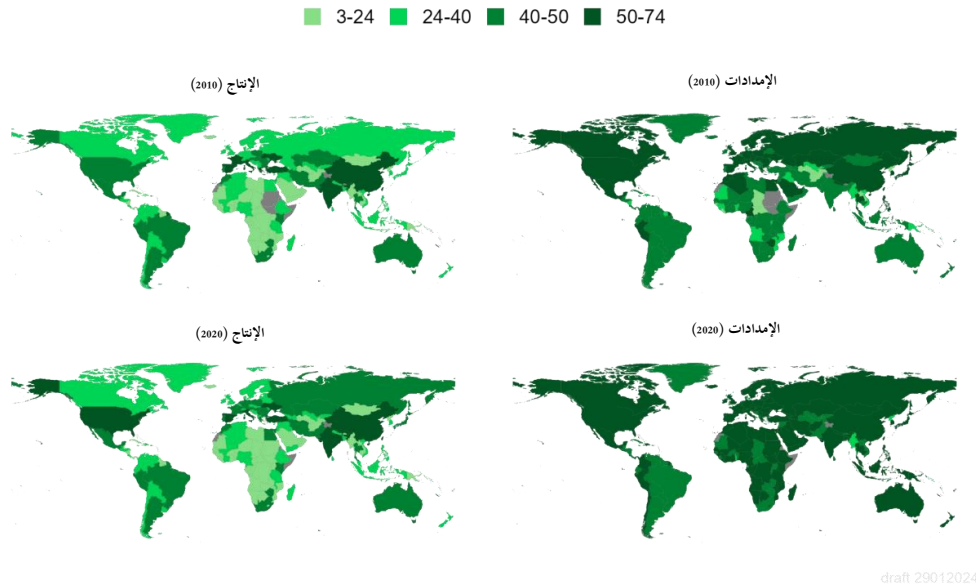 3-24 24-40 40-50 50-74
الإنتاج (2010)
الإمدادات (2010)
الإنتاج (2020)
الإمدادات (2020)
draft 29012024